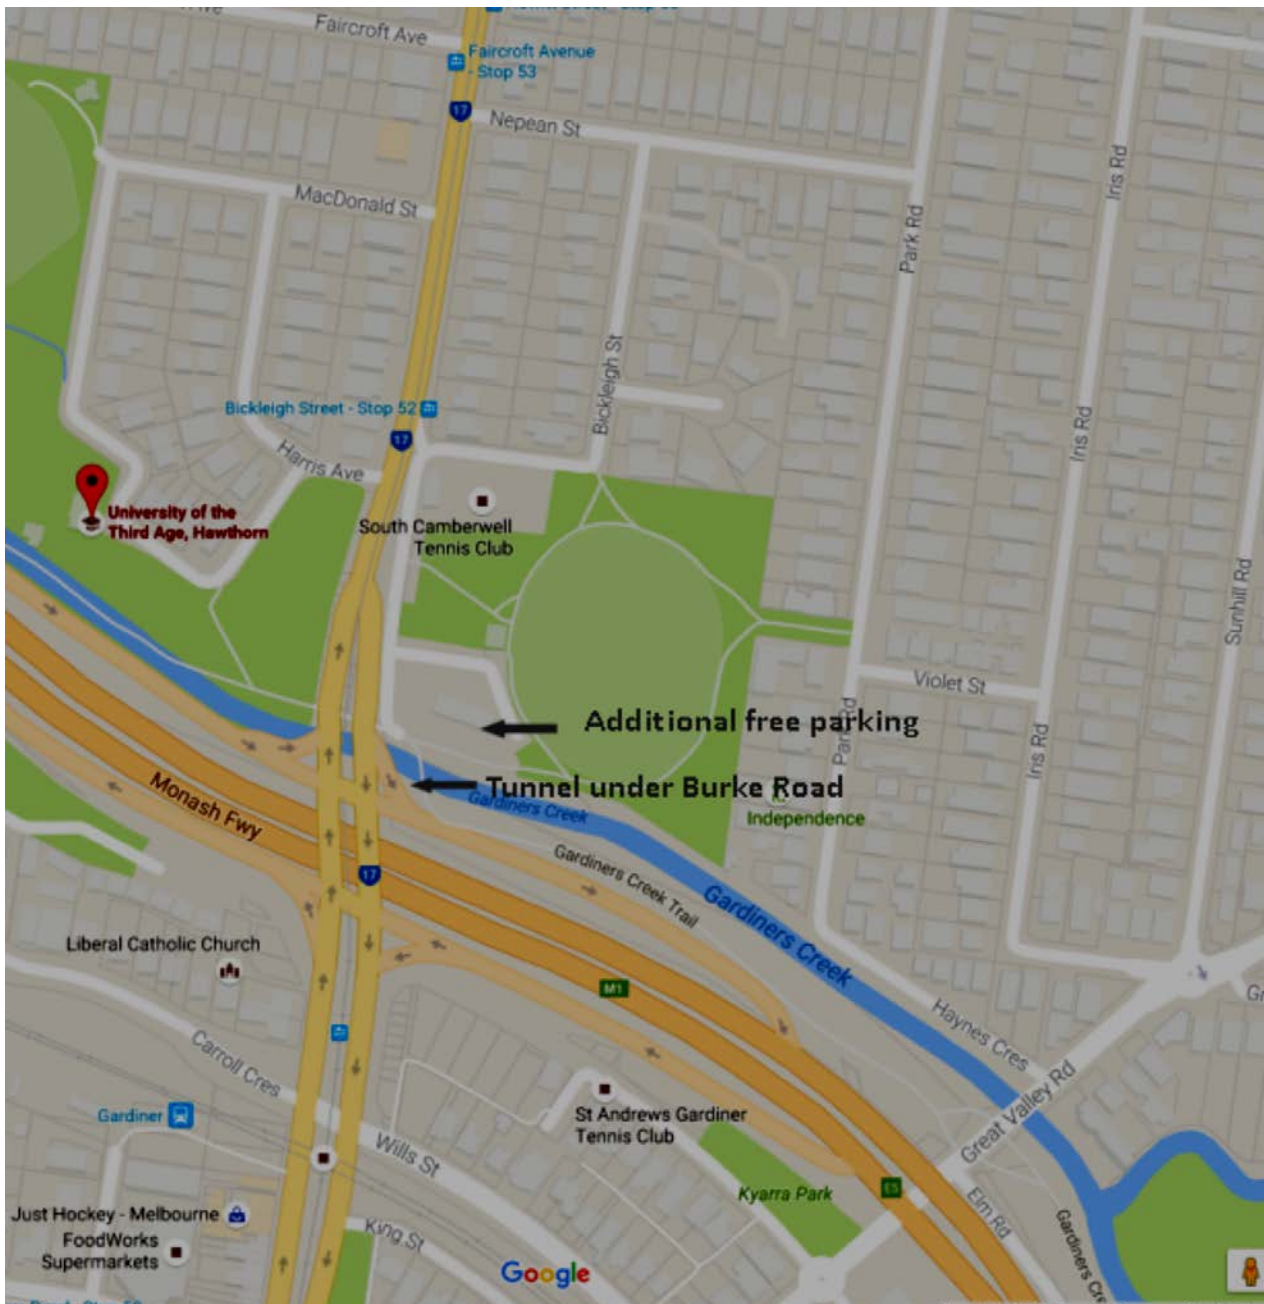 Faircroft Ave
Faircroft Avenue
- Stop 53
17
Nepean St
Iris Rd
MacDonald St
Park Rd
Bickleigh St
Bickleigh Street - Stop 52
17
Iris Rd
Harris Ave
University of the
Third Age, Hawthorn
South Camberwell
Tennis Club
Sunhill Rd
Violet St
Additional free parking
Park Rd
Iris Rd
Tunnel under Burke Road
Gardiners Creek
Independence
Monash Fwy
Gardiners Creek Trail
17
Gardiners Creek
Liberal Catholic Church
M1
Haynes Cres
Carroll Cres
Great Valley Rd
Gardiner
St Andrews Gardiner
Tennis Club
Wills St
Kyarra Park
Elm Rd
Just Hockey - Melbourne
FoodWorks
Supermarkets
King St
Google